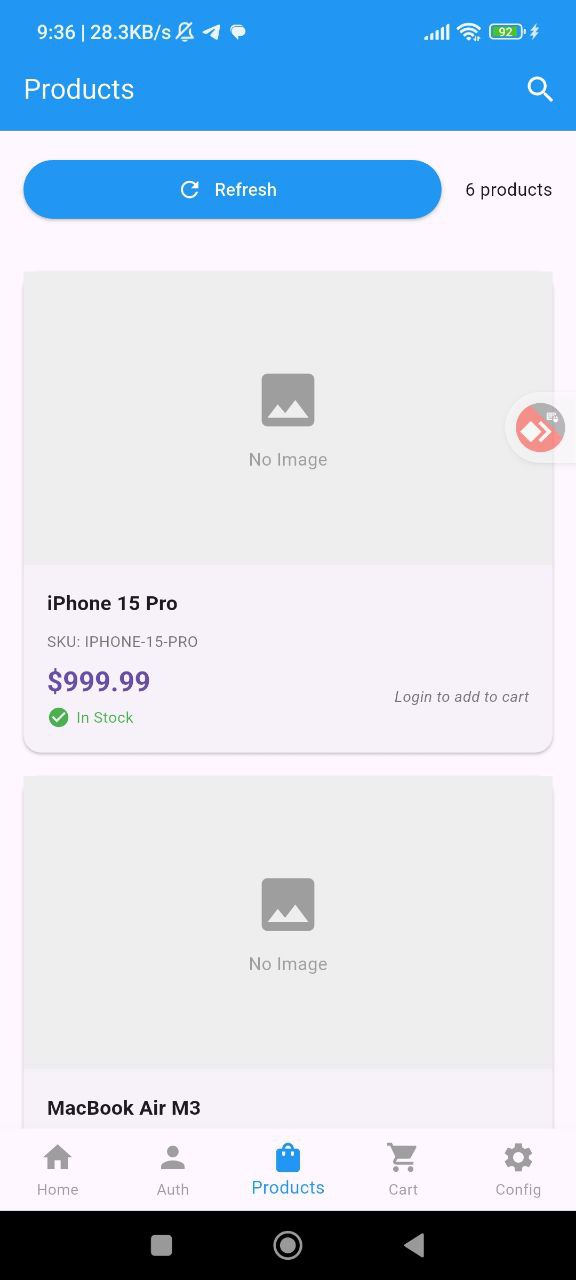 9:36 | 28.3KB/s
92
Products
Refresh
6 products
No Image
iPhone 15 Pro
SKU: IPHONE-15-PRO
$999.99
Login to add to cart
In Stock
No Image
MacBook Air M3
Home
Auth
Products
Cart
Config